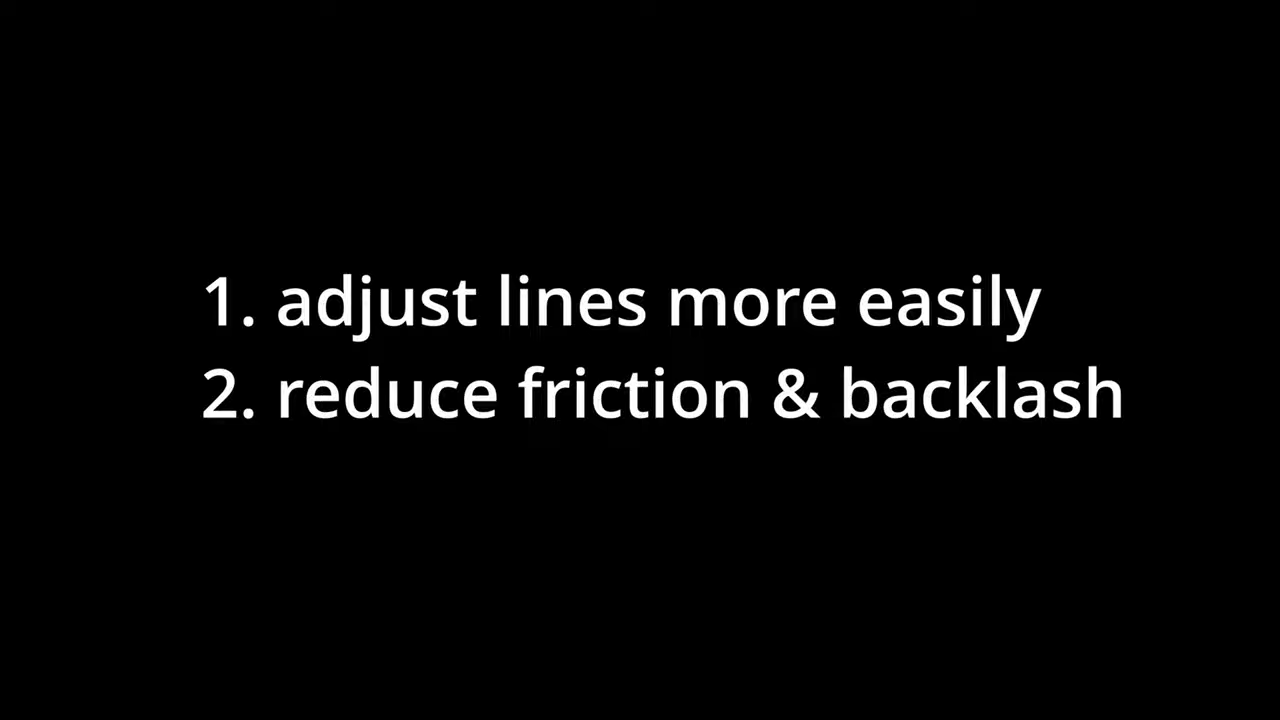 1. adjust lines more easily
2. reduce friction & backlash